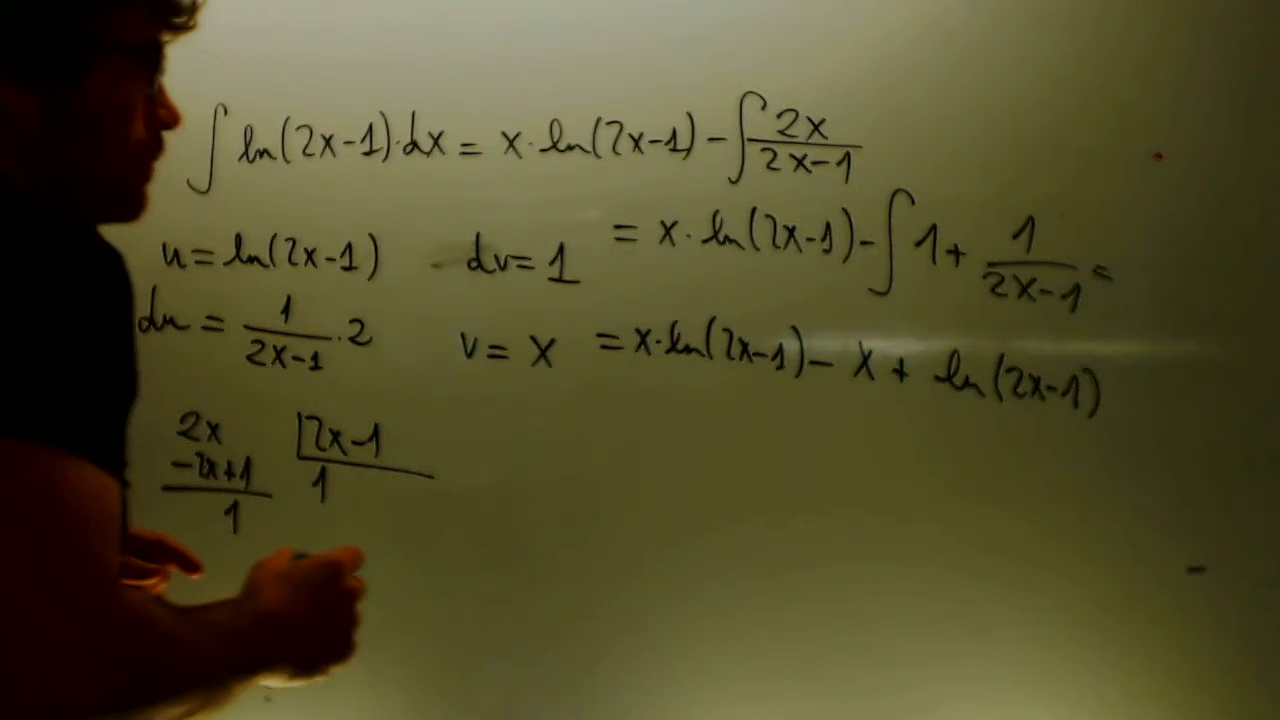 ∫ ln(2x-1)·dx = x·ln(2x-1) - ∫ 2x/(2x-1)
= x·ln(2x-1) - ∫ 1 + 1/(2x-1) =
u = ln(2x-1) dv = 1
du = 1/(2x-1) · 2 v = x
= x·ln(2x-1) - x + ln(2x-1)
2x |2x-1
-2x+1 1
1